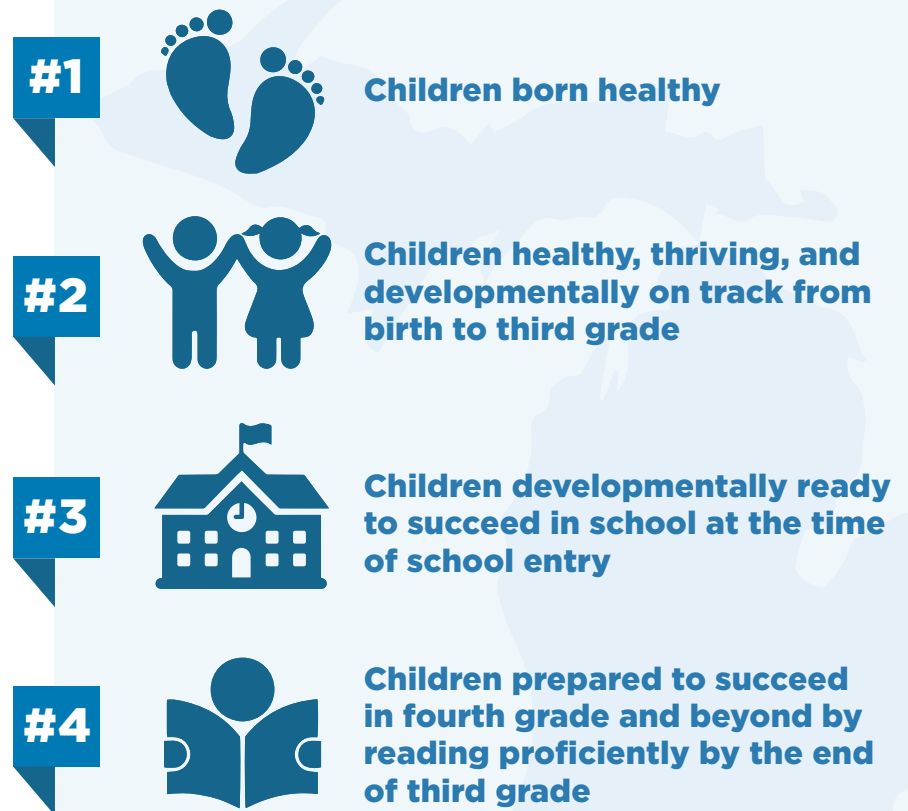 #1
Children born healthy
#2
Children healthy, thriving, and
developmentally on track from
birth to third grade
#3
Children developmentally ready
to succeed in school at the time
of school entry
#4
Children prepared to succeed
in fourth grade and beyond by
reading proficiently by the end
of third grade